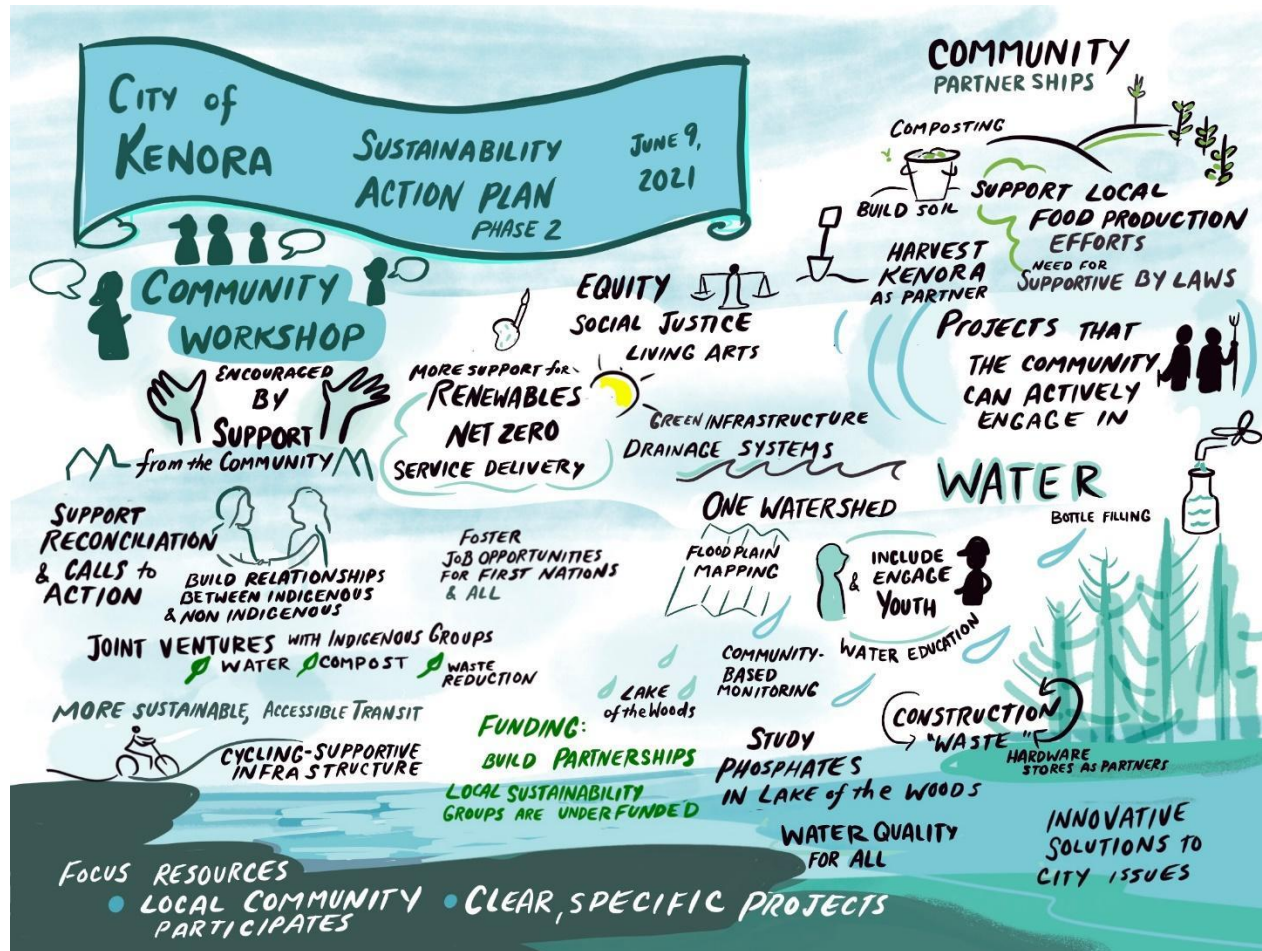 CITY of
KENORA
SUSTAINABILITY
ACTION PLAN
PHASE 2
JUNE 9,
2021
COMMUNITY
WORKSHOP
ENCOURAGED
BY
SUPPORT
from the COMMUNITY
MORE SUPPORT for
RENEWABLES
NET ZERO
SERVICE DELIVERY
EQUITY
SOCIAL JUSTICE
LIVING ARTS
GREEN INFRASTRUCTURE
DRAINAGE SYSTEMS
COMMUNITY
PARTNERSHIPS
COMPOSTING
BUILD SOIL
SUPPORT LOCAL
FOOD PRODUCTION
EFFORTS
NEED FOR
SUPPORTIVE BY LAWS
HARVEST
KENORA
AS PARTNER
PROJECTS THAT
THE COMMUNITY
CAN ACTIVELY
ENGAGE IN
WATER
BOTTLE FILLING
ONE WATERSHED
FLOOD PLAIN
MAPPING
INCLUDE
& ENGAGE
YOUTH
WATER EDUCATION
COMMUNITY-
BASED
MONITORING
SUPPORT
RECONCILIATION
& CALLS to
ACTION
BUILD RELATIONSHIPS
BETWEEN INDIGENOUS
& NON INDIGENOUS
FOSTER
JOB OPPORTUNITIES
FOR FIRST NATIONS
& ALL
JOINT VENTURES WITH INDIGENOUS GROUPS
WATER COMPOST WASTE
REDUCTION
MORE SUSTAINABLE, ACCESSIBLE TRANSIT
CYCLING-SUPPORTIVE
INFRASTRUCTURE
LAKE
of the Woods
FUNDING:
BUILD PARTNERSHIPS
LOCAL SUSTAINABILITY
GROUPS ARE UNDERFUNDED
STUDY
PHOSPHATES
IN LAKE of the WOODS
WATER QUALITY
FOR ALL
CONSTRUCTION
"WASTE"
HARDWARE
STORES AS PARTNERS
INNOVATIVE
SOLUTIONS TO
CITY ISSUES
FOCUS RESOURCES
• LOCAL COMMUNITY
PARTICIPATES
• CLEAR, SPECIFIC PROJECTS